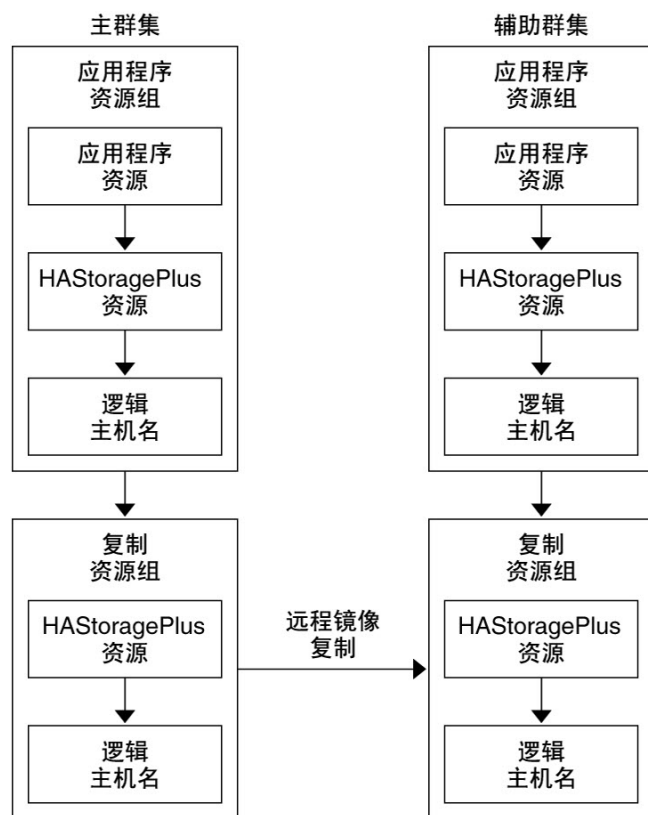 主群集
应用程序
资源组
应用程序
资源
HAStoragePlus
资源
逻辑
主机名
复制
资源组
HAStoragePlus
资源
逻辑
主机名
远程镜像
复制
辅助群集
应用程序
资源组
应用程序
资源
HAStoragePlus
资源
逻辑
主机名
复制
资源组
HAStoragePlus
资源
逻辑
主机名